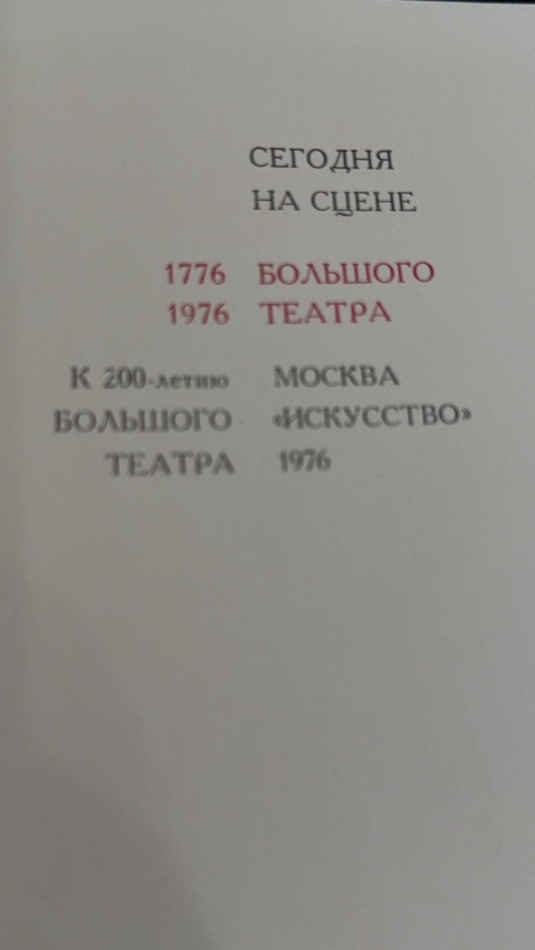 СЕГОДНЯ
НА СЦЕНЕ
1776 БОЛЬШОГО
1976 ТЕАТРА
К 200-летию МОСКВА
БОЛЬШОГО «ИСКУССТВО»
ТЕАТРА 1976